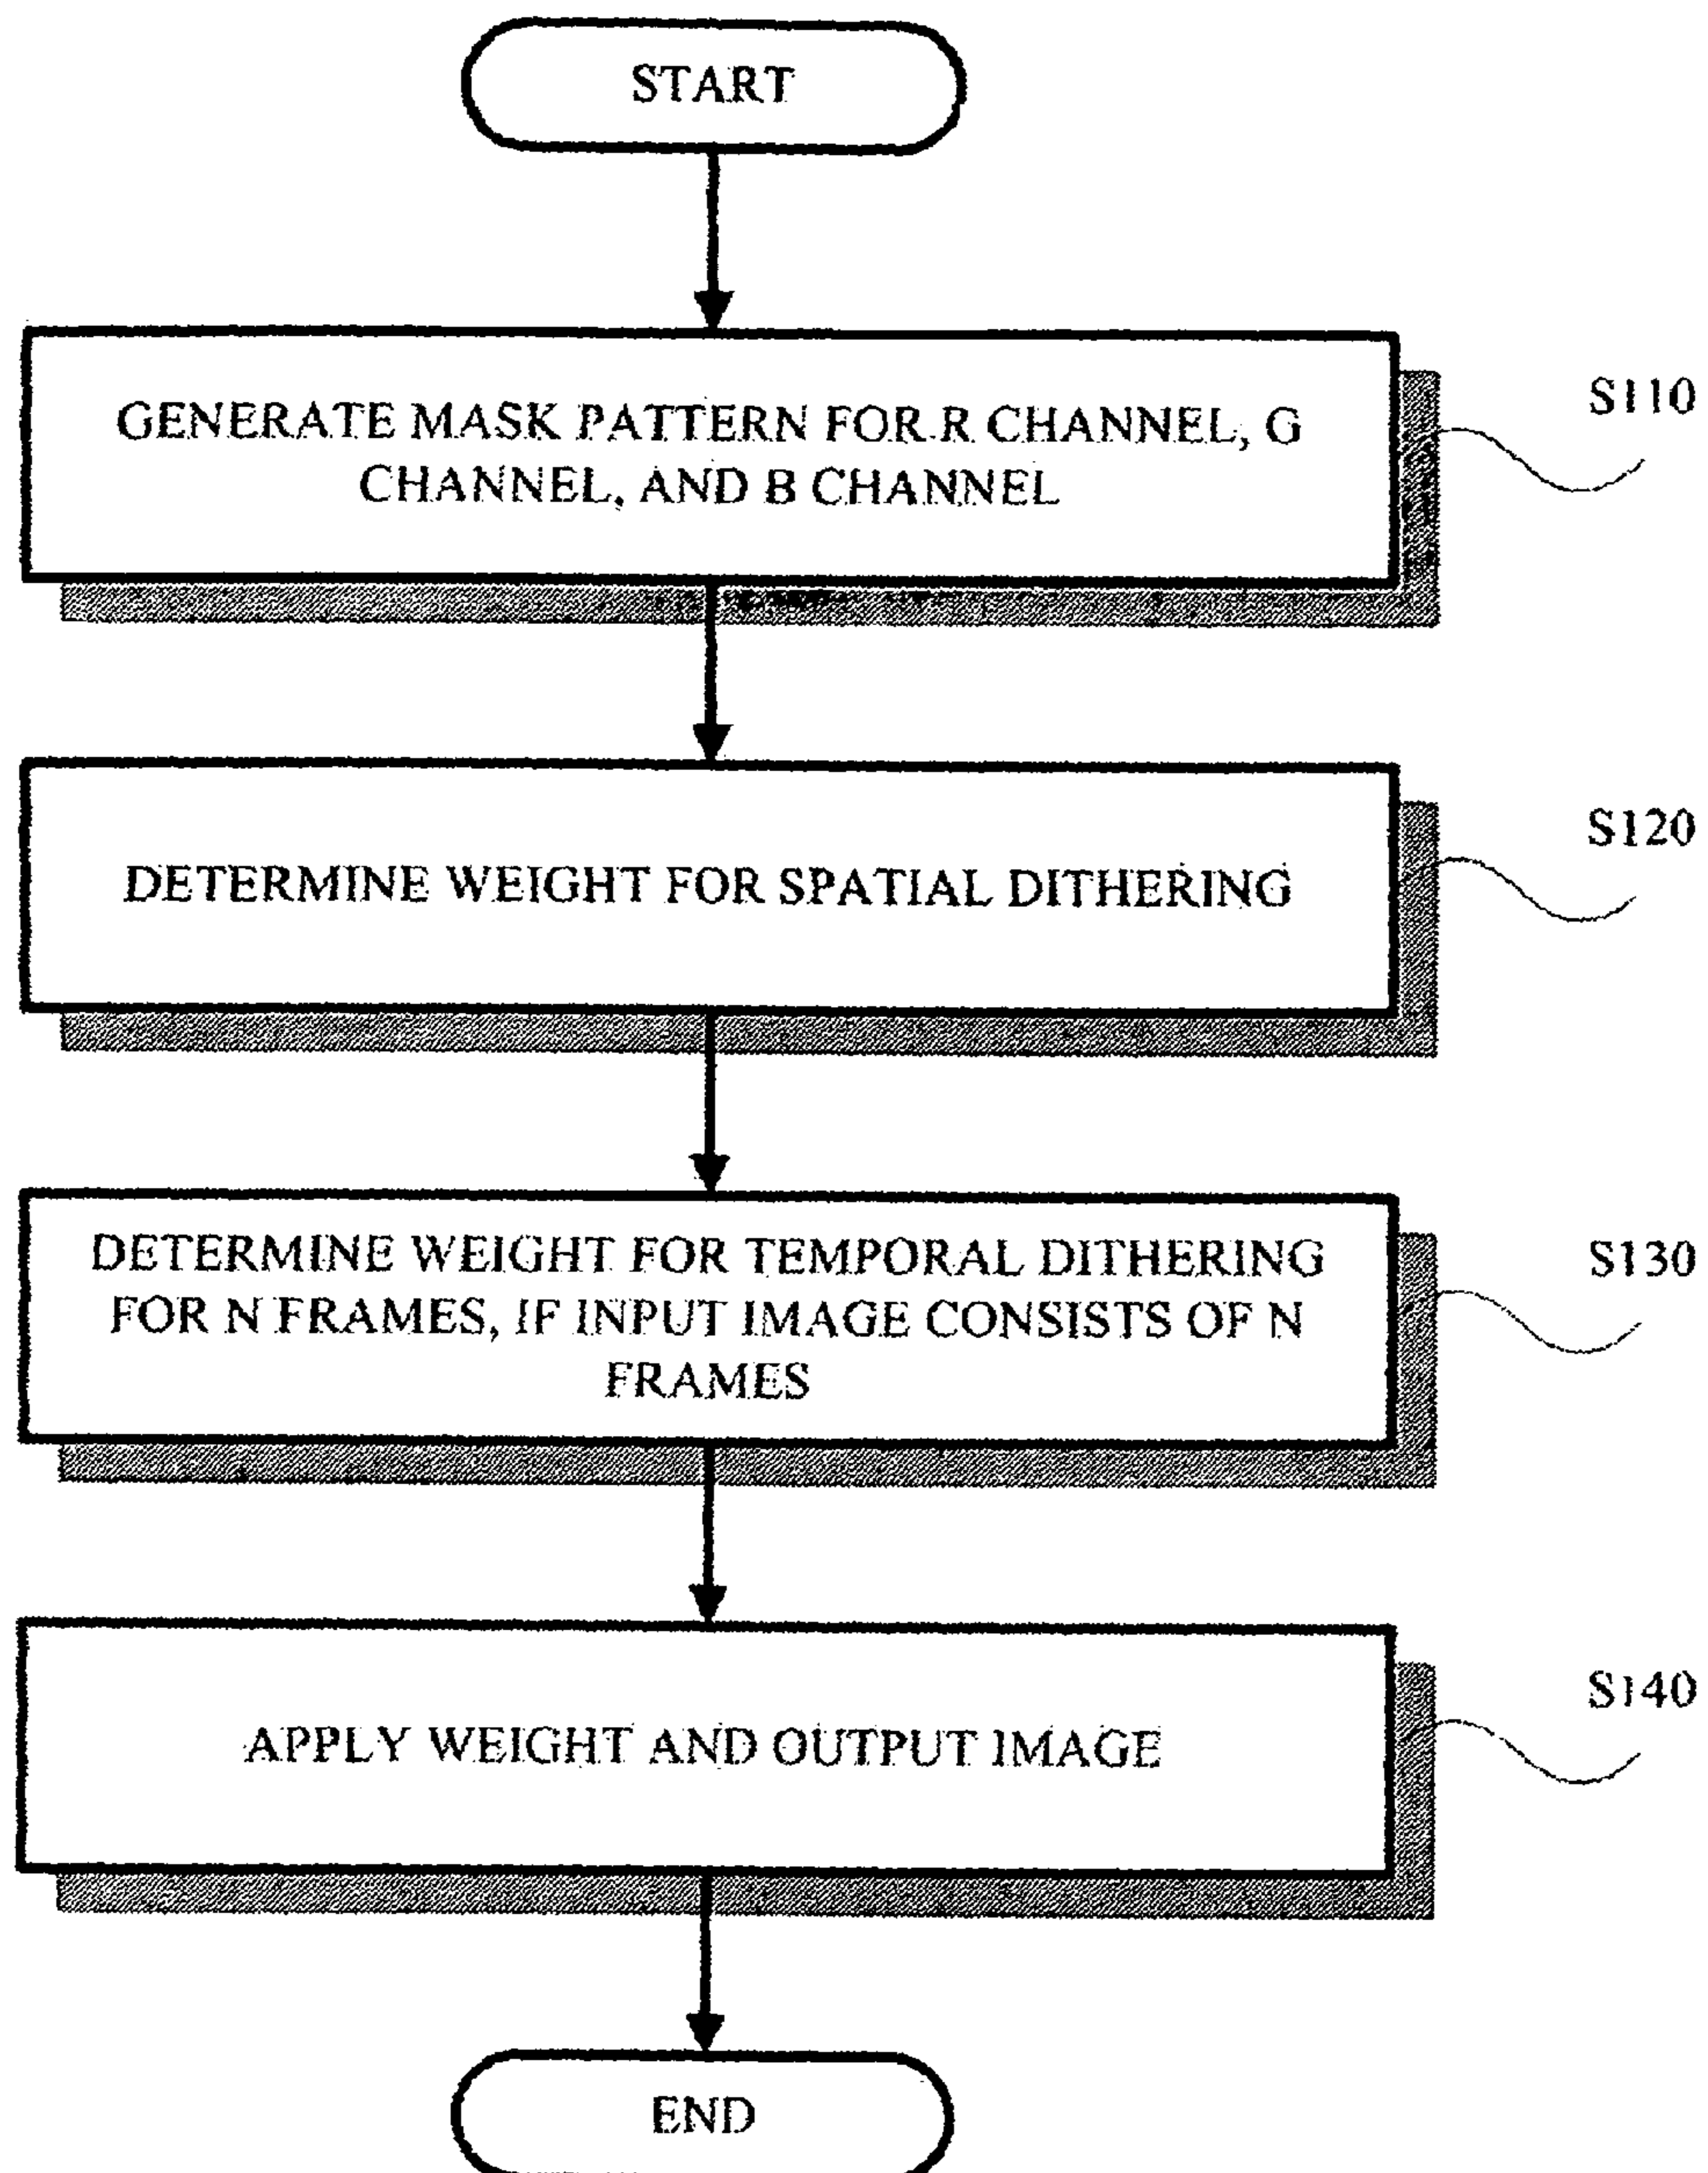 START
GENERATE MASK PATTERN FOR R CHANNEL, G
CHANNEL, AND B CHANNEL
S110
DETERMINE WEIGHT FOR SPATIAL DITHERING
S120
DETERMINE WEIGHT FOR TEMPORAL DITHERING
FOR N FRAMES, IF INPUT IMAGE CONSISTS OF N
FRAMES
S130
APPLY WEIGHT AND OUTPUT IMAGE
S140
END